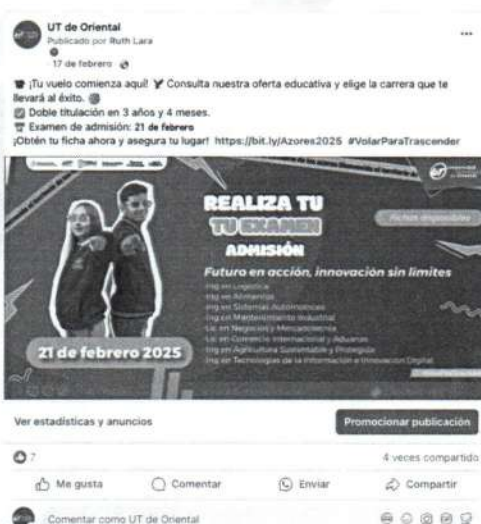 UT de Oriental
Publicado por Ruth Lara
17 de febrero
¡Tu vuelo comienza aquí! Consulta nuestra oferta educativa y elige la carrera que te
llevará al éxito.
Doble titulación en 3 años y 4 meses.
Examen de admisión: 21 de febrero
¡Obtén tu ficha ahora y asegura tu lugar! https://bit.ly/Azores2025 #VolarParaTrascender
REALIZA TU
TU EXAMEN
ADMISIÓN
Fichas disponibles
Futuro en acción, innovación sin limites
Ing en Logística
Ing en Alimentos
Ing en Sistemas Automotrices
Ing en Mantenimiento Industrial
Lic en Negocios y Mercadotecnia
Lic en Comercio Internacional y Aduanas
Ing en Agricultura Sustentable y Protegida
Ing en Tecnologías de la Información e Innovación Digital
21 de febrero 2025
Ver estadísticas y anuncios
Promocionar publicación
7
4 veces compartido
Me gusta
Comentar
Enviar
Compartir
Comentar como UT de Oriental